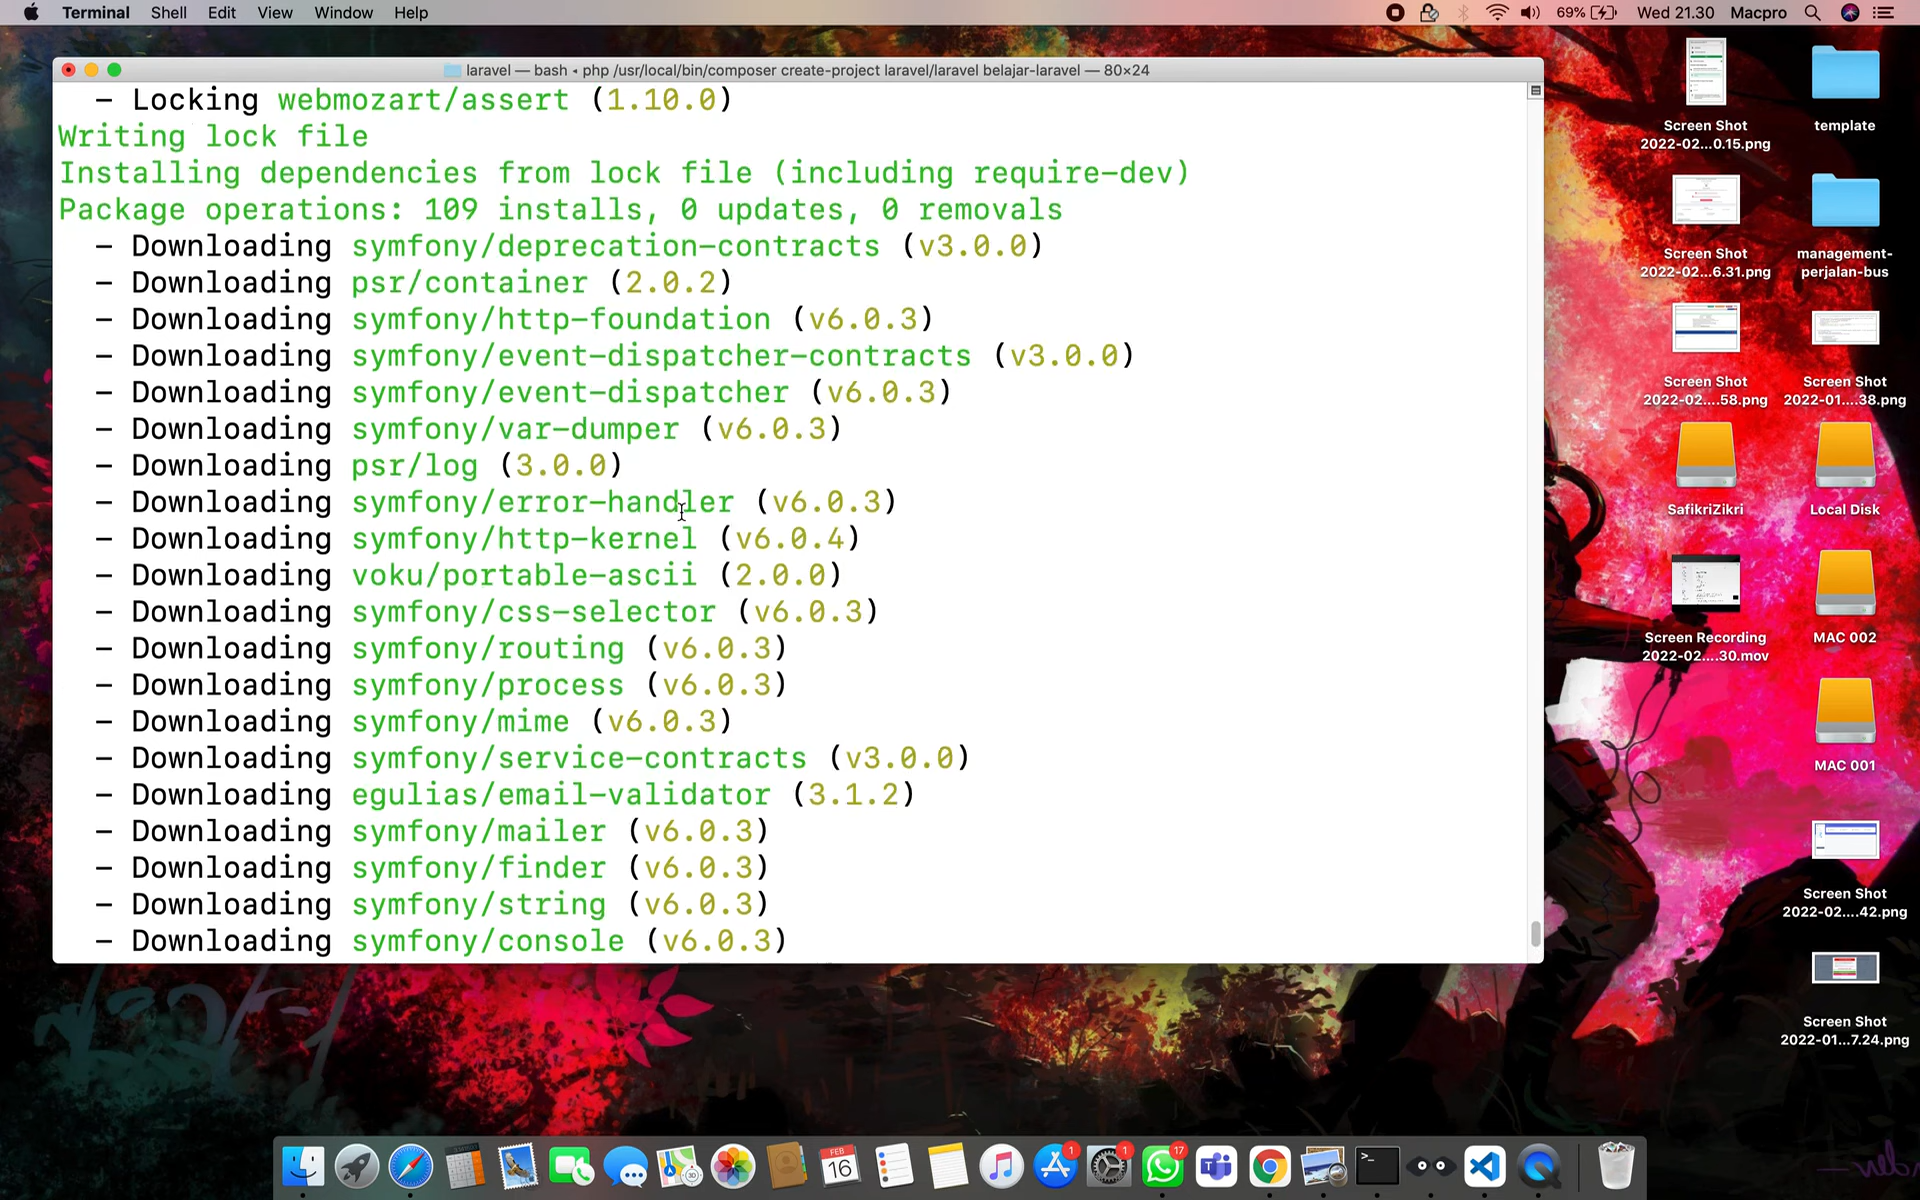 Terminal Shell Edit View Window Help
69% Wed 21.30 Macpro
laravel — bash ◂ php /usr/local/bin/composer create-project laravel/laravel belajar-laravel — 80×24
– Locking webmozart/assert (1.10.0)
Writing lock file
Installing dependencies from lock file (including require-dev)
Package operations: 109 installs, 0 updates, 0 removals
– Downloading symfony/deprecation-contracts (v3.0.0)
– Downloading psr/container (2.0.2)
– Downloading symfony/http-foundation (v6.0.3)
– Downloading symfony/event-dispatcher-contracts (v3.0.0)
– Downloading symfony/event-dispatcher (v6.0.3)
– Downloading symfony/var-dumper (v6.0.3)
– Downloading psr/log (3.0.0)
– Downloading symfony/error-handler (v6.0.3)
– Downloading symfony/http-kernel (v6.0.4)
– Downloading voku/portable-ascii (2.0.0)
– Downloading symfony/css-selector (v6.0.3)
– Downloading symfony/routing (v6.0.3)
– Downloading symfony/process (v6.0.3)
– Downloading symfony/mime (v6.0.3)
– Downloading symfony/service-contracts (v3.0.0)
– Downloading egulias/email-validator (3.1.2)
– Downloading symfony/mailer (v6.0.3)
– Downloading symfony/finder (v6.0.3)
– Downloading symfony/string (v6.0.3)
– Downloading symfony/console (v6.0.3)
Screen Shot
2022-02...0.15.png
template
Screen Shot
2022-02...6.31.png
management-
perjalan-bus
Screen Shot
2022-02....58.png
Screen Shot
2022-01....38.png
SafikriZikri
Local Disk
Screen Recording
2022-02....30.mov
MAC 002
MAC 001
Screen Shot
2022-02....42.png
Screen Shot
2022-01...7.24.png
FEB
16
1
1
17